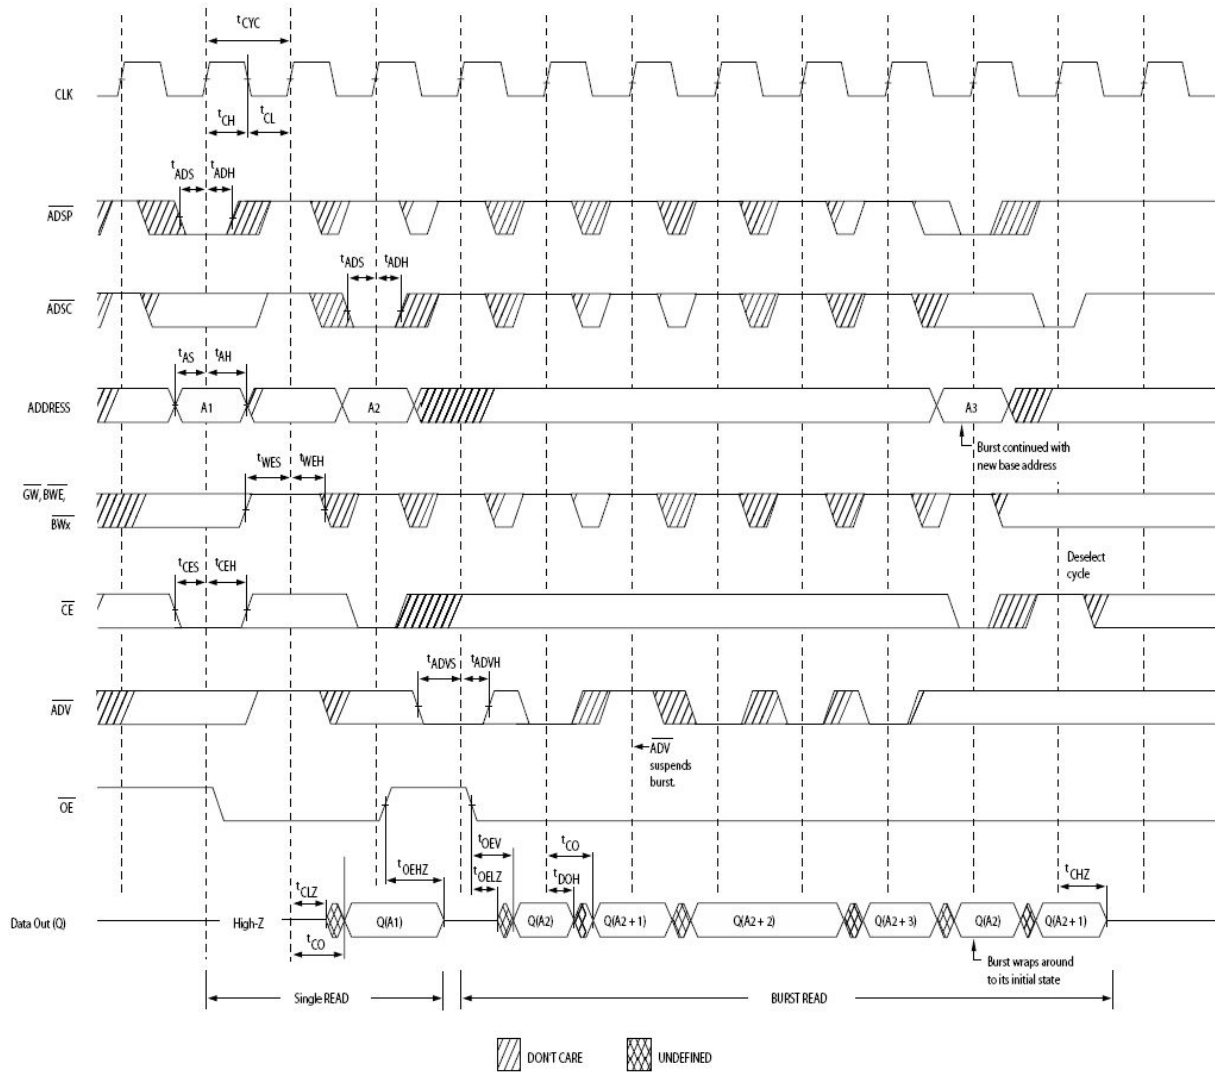 tCYC
CLK
tCH tCL
tADS tADH
ADSP
tADS tADH
ADSC
tAS tAH
ADDRESS A1 A2 A3
Burst continued with
new base address
tWES tWEH
GW, BWE,
BWx
Deselect
cycle
tCES tCEH
CE
tADVS tADVH
ADV
ADV
suspends
burst.
OE
tOEV tCO
tOEHZ tOELZ tDOH
tCLZ tCHZ
Data Out (Q) High-Z Q(A1) Q(A2) Q(A2 + 1) Q(A2 + 2) Q(A2 + 3) Q(A2) Q(A2 + 1)
tCO
Burst wraps around
to its initial state
Single READ BURST READ
DON'T CARE UNDEFINED